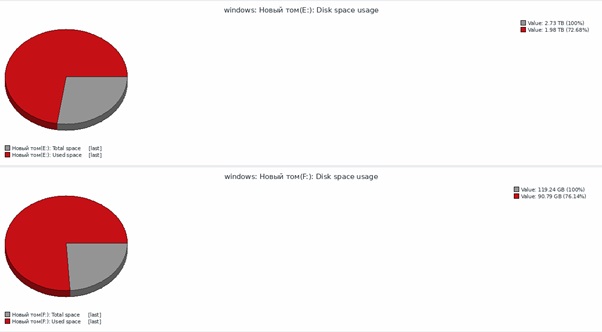 windows: Новый том(E:): Disk space usage
Value: 2.73 TB (100%)
Value: 1.98 TB (72.68%)
Новый том(E:): Total space [last]
Новый том(E:): Used space [last]
windows: Новый том(F:): Disk space usage
Value: 119.24 GB (100%)
Value: 90.79 GB (76.14%)
Новый том(F:): Total space [last]
Новый том(F:): Used space [last]